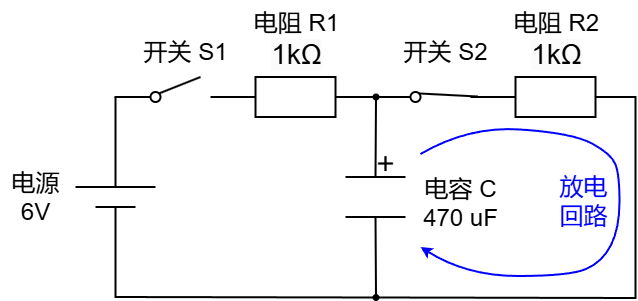 电阻 R1
1kΩ
开关 S1
开关 S2
电阻 R2
1kΩ
+
电源
6V
电容 C
470 uF
放电
回路